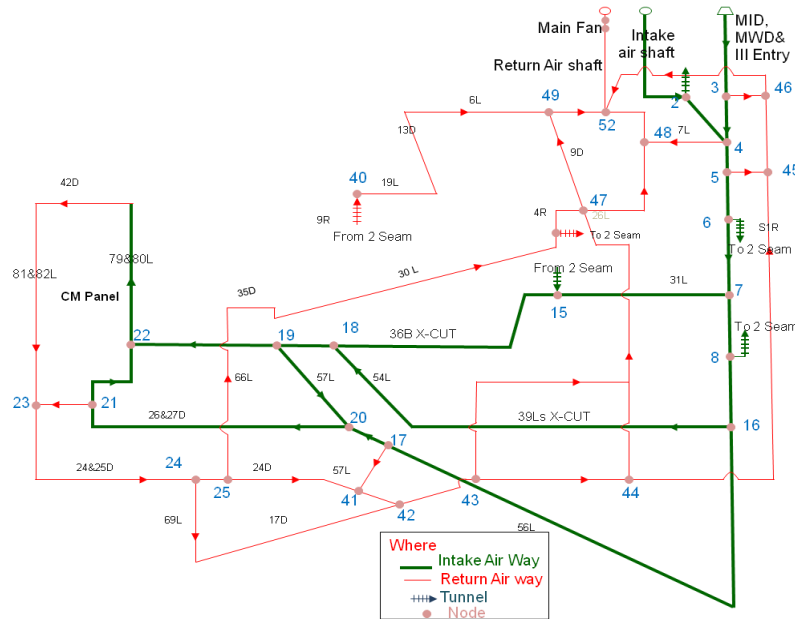 Main Fan
Intake
air shaft
MID,
MWD&
III Entry
Return Air shaft
2
3
46
49
6L
52
48
7L
4
13D
9D
5
45
40
19L
47
26L
4R
9R
From 2 Seam
To 2 Seam
6
S1R
To 2 Seam
42D
79&80L
81&82L
CM Panel
35D
30 L
From 2 Seam
15
31L
7
To 2 Seam
8
22
19
18
36B X-CUT
66L
57L
54L
23
21
26&27D
20
17
39Ls X-CUT
16
24&25D
24
25
24D
57L
41
42
43
44
69L
17D
56L
Where
Intake Air Way
Return Air way
Tunnel
Node